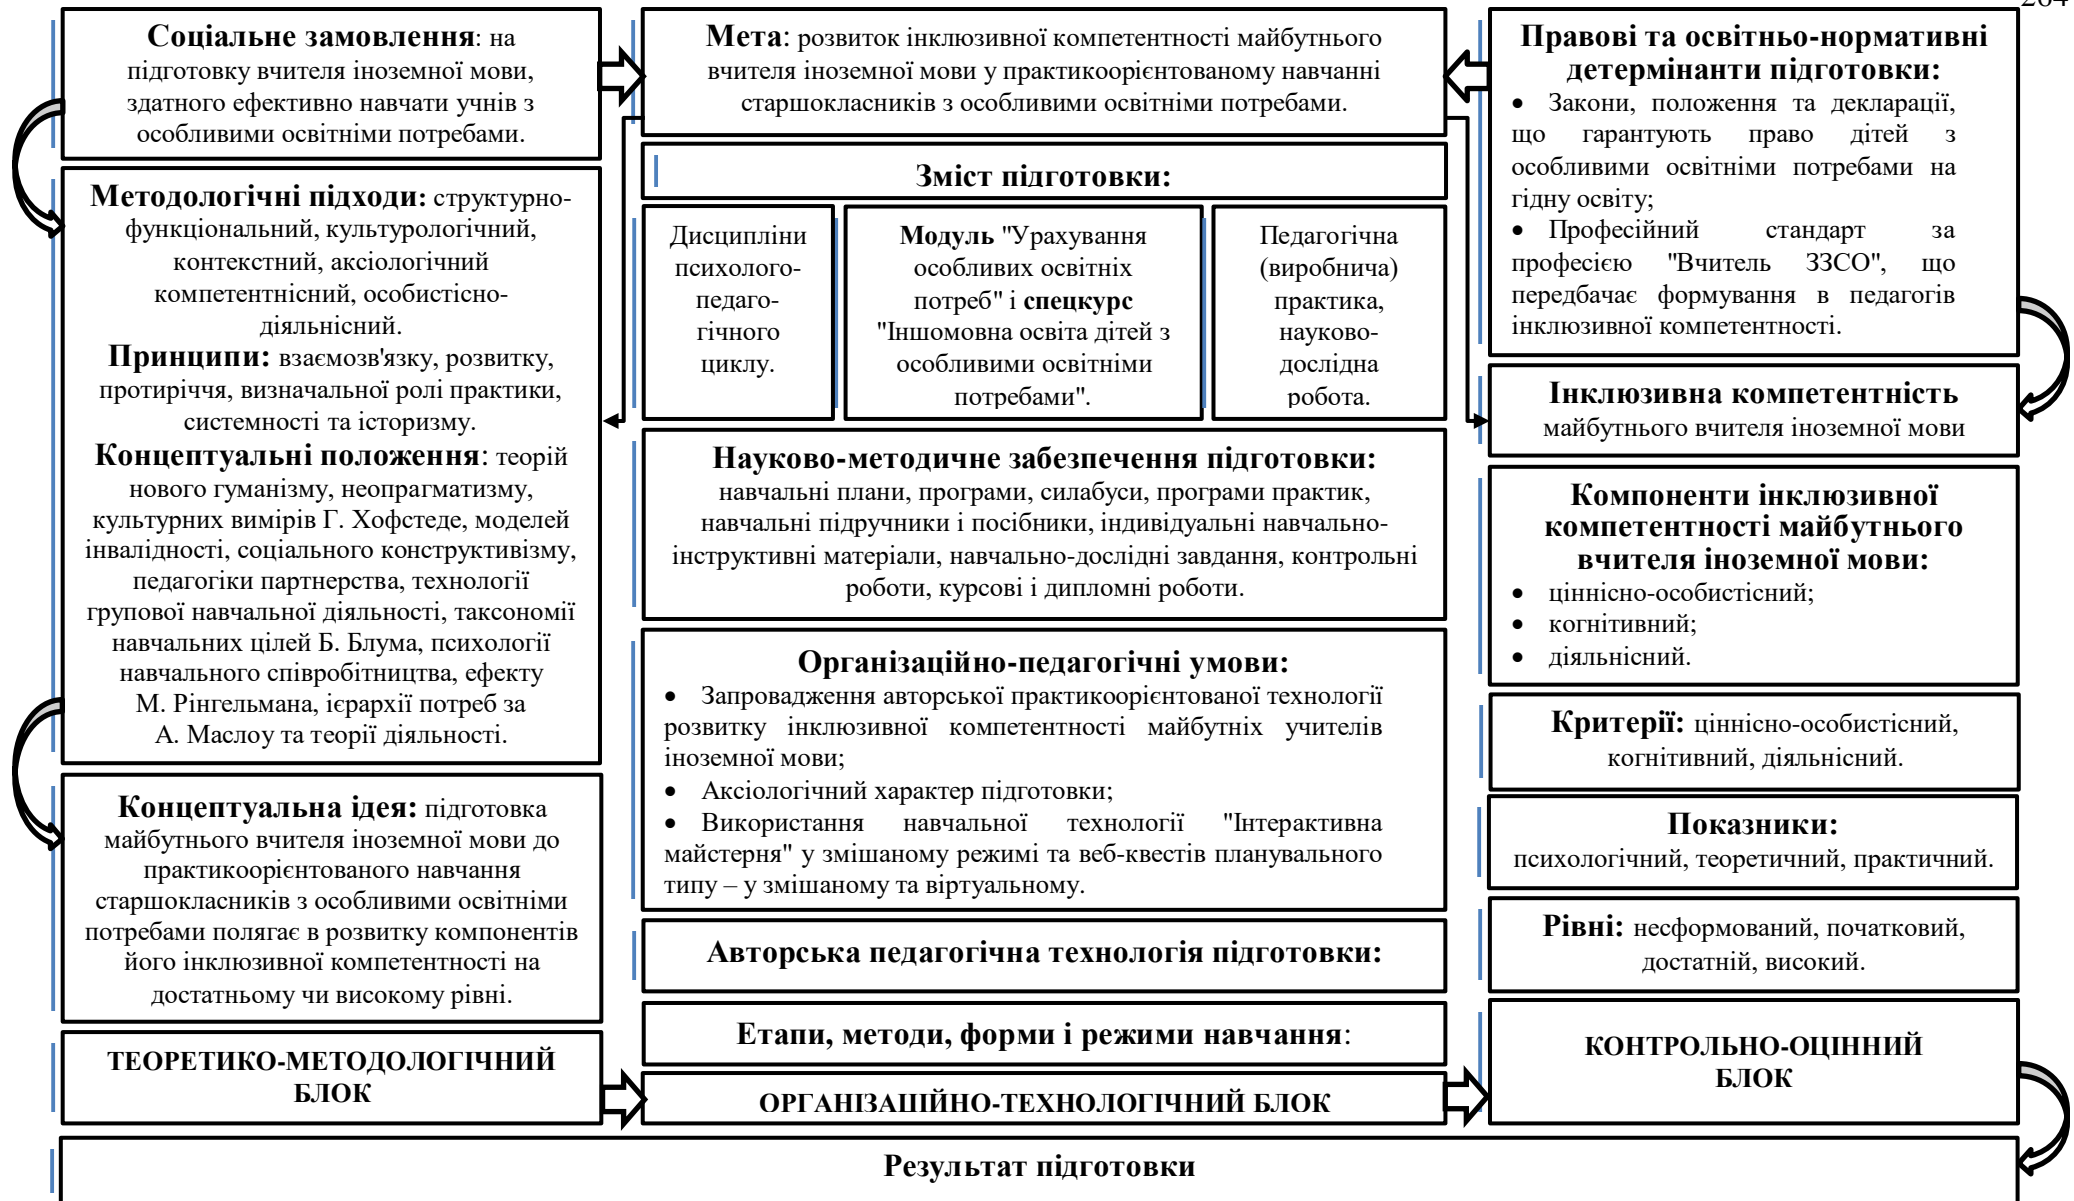 Соціальне замовлення: на
підготовку вчителя іноземної мови,
здатного ефективно навчати учнів з
особливими освітніми потребами.
Методологічні підходи: структурно-
функціональний, культурологічний,
контекстний, аксіологічний
компетентнісний, особистісно-
діяльнісний.
Принципи: взаємозв'язку, розвитку,
протиріччя, визначальної ролі практики,
системності та історизму.
Концептуальні положення: теорій
нового гуманізму, неопрагматизму,
культурних вимірів Г. Хофстеде, моделей
інвалідності, соціального конструктивізму,
педагогіки партнерства, технології
групової навчальної діяльності, таксономії
навчальних цілей Б. Блума, психології
навчального співробітництва, ефекту
М. Рінгельмана, ієрархії потреб за
А. Маслоу та теорії діяльності.
Концептуальна ідея: підготовка
майбутнього вчителя іноземної мови до
практикоорієнтованого навчання
старшокласників з особливими освітніми
потребами полягає в розвитку компонентів
його інклюзивної компетентності на
достатньому чи високому рівні.
ТЕОРЕТИКО-МЕТОДОЛОГІЧНИЙ
БЛОК
Мета: розвиток інклюзивної компетентності майбутнього
вчителя іноземної мови у практикоорієнтованому навчанні
старшокласників з особливими освітніми потребами.
Зміст підготовки:
Дисципліни
психолого-
педаго-
гічного
циклу.
Модуль "Урахування
особливих освітніх
потреб" і спецкурс
"Іншомовна освіта дітей з
особливими освітніми
потребами".
Педагогічна
(виробнича)
практика,
науково-
дослідна
робота.
Науково-методичне забезпечення підготовки:
навчальні плани, програми, силабуси, програми практик,
навчальні підручники і посібники, індивідуальні навчально-
інструктивні матеріали, навчально-дослідні завдання, контрольні
роботи, курсові і дипломні роботи.
Організаційно-педагогічні умови:
• Запровадження авторської практикоорієнтованої технології
розвитку інклюзивної компетентності майбутніх учителів
іноземної мови;
• Аксіологічний характер підготовки;
• Використання навчальної технології "Інтерактивна
майстерня" у змішаному режимі та веб-квестів планувального
типу – у змішаному та віртуальному.
Авторська педагогічна технологія підготовки:
Етапи, методи, форми і режими навчання:
ОРГАНІЗАЦІЙНО-ТЕХНОЛОГІЧНИЙ БЛОК
Правові та освітньо-нормативні
детермінанти підготовки:
• Закони, положення та декларації,
що гарантують право дітей з
особливими освітніми потребами на
гідну освіту;
• Професійний стандарт за
професією "Вчитель ЗЗСО", що
передбачає формування в педагогів
інклюзивної компетентності.
Інклюзивна компетентність
майбутнього вчителя іноземної мови
Компоненти інклюзивної
компетентності майбутнього
вчителя іноземної мови:
• ціннісно-особистісний;
• когнітивний;
• діяльнісний.
Критерії: ціннісно-особистісний,
когнітивний, діяльнісний.
Показники:
психологічний, теоретичний, практичний.
Рівні: несформований, початковий,
достатній, високий.
КОНТРОЛЬНО-ОЦІННИЙ
БЛОК
Результат підготовки